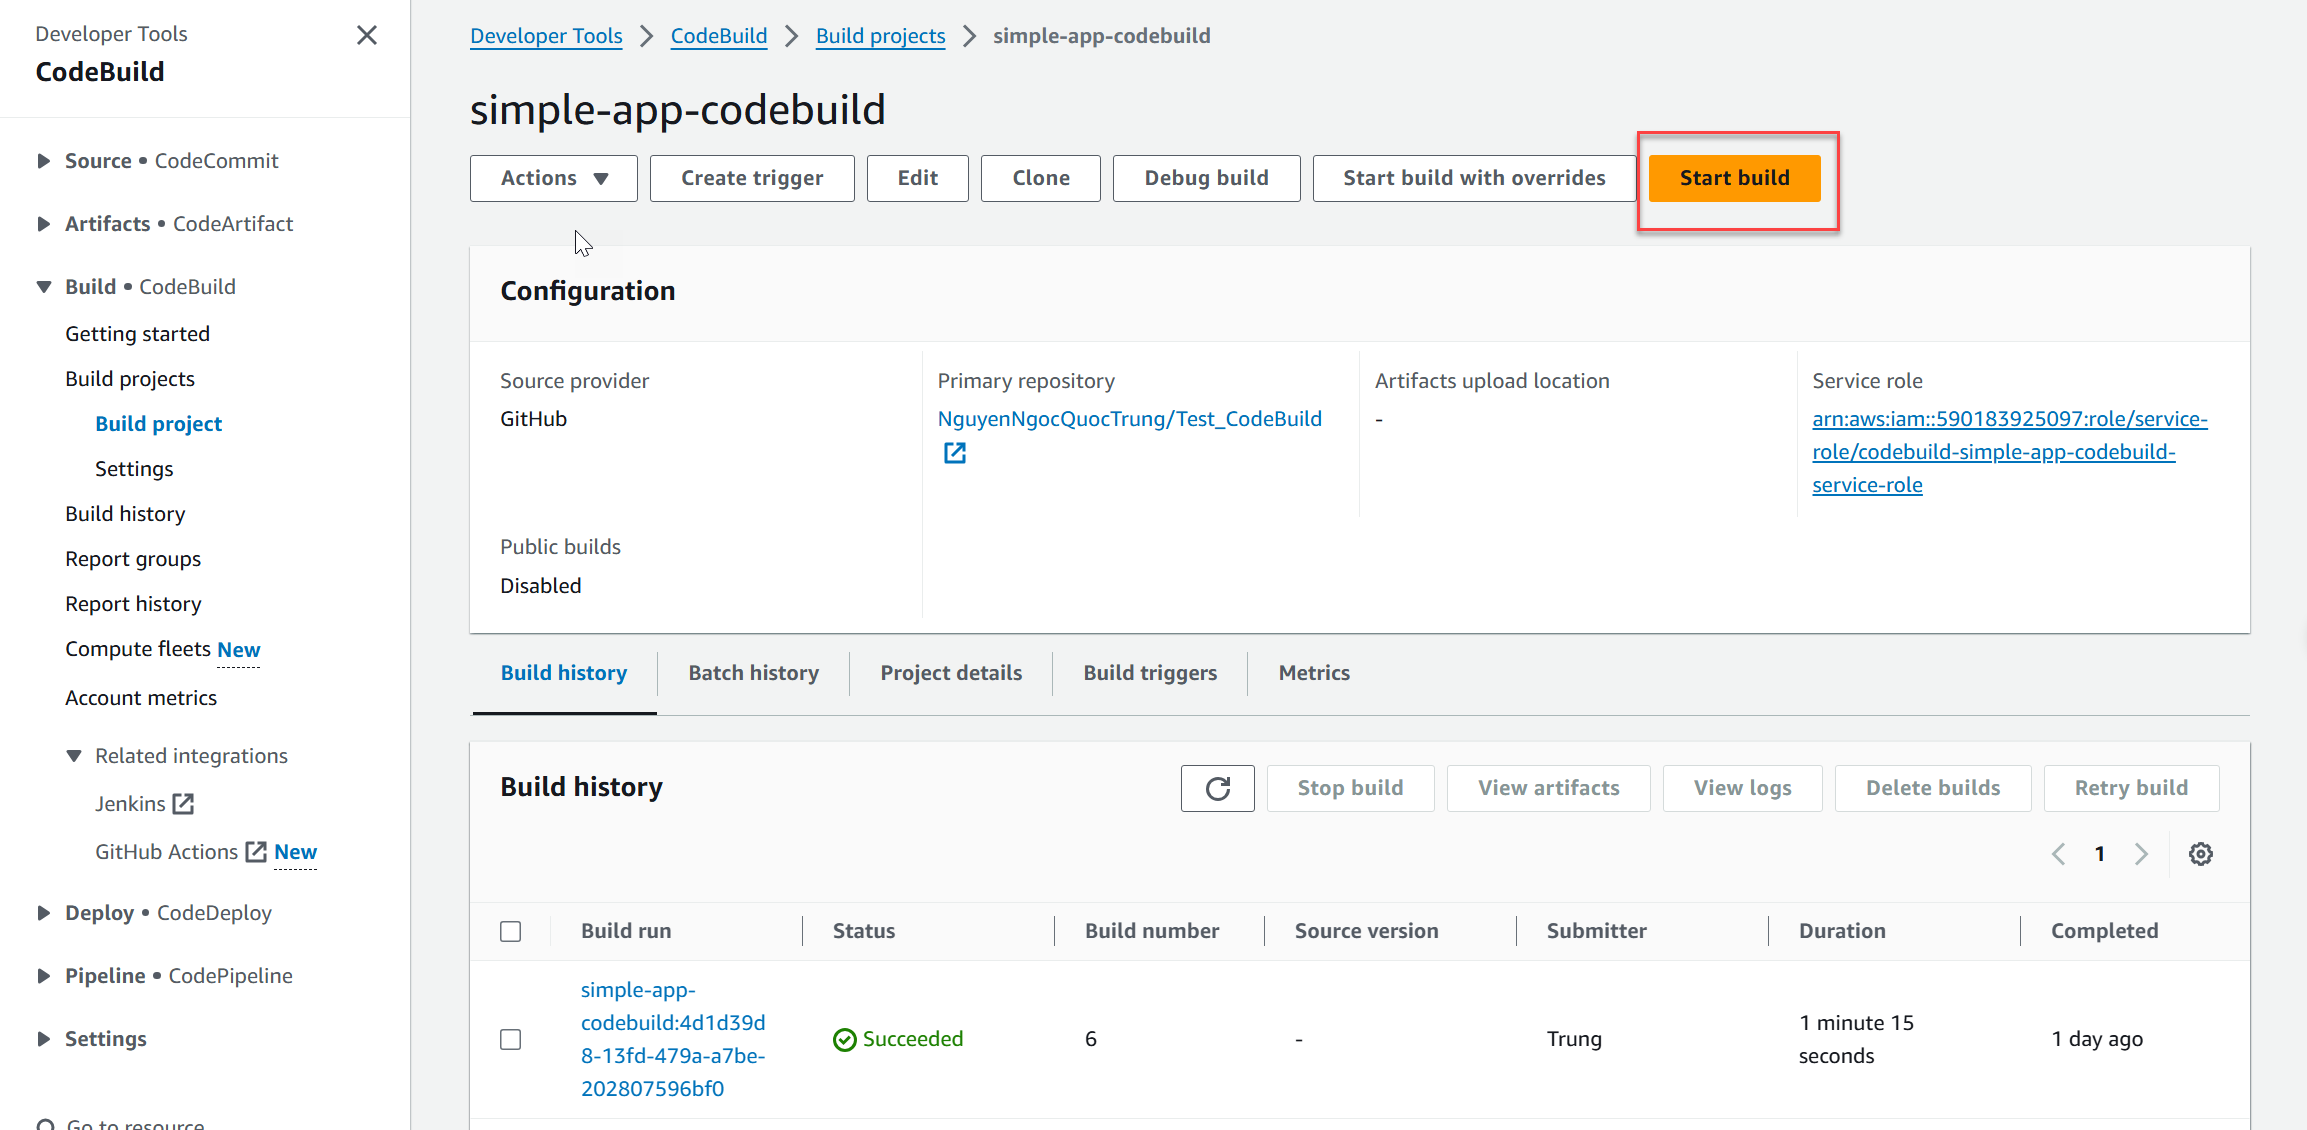 Developer Tools
CodeBuild
Source • CodeCommit
Artifacts • CodeArtifact
Build • CodeBuild
Getting started
Build projects
Build project
Settings
Build history
Report groups
Report history
Compute fleets New
Account metrics
Related integrations
Jenkins
GitHub Actions New
Deploy • CodeDeploy
Pipeline • CodePipeline
Settings
Go to resource
Developer Tools > CodeBuild > Build projects > simple-app-codebuild
simple-app-codebuild
Actions Create trigger Edit Clone Debug build Start build with overrides Start build
Configuration
Source provider
GitHub
Primary repository
NguyenNgocQuocTrung/Test_CodeBuild
Artifacts upload location
-
Service role
arn:aws:iam::590183925097:role/service-
role/codebuild-simple-app-codebuild-
service-role
Public builds
Disabled
Build history Batch history Project details Build triggers Metrics
Build history
Stop build View artifacts View logs Delete builds Retry build
1
Build run Status Build number Source version Submitter Duration Completed
simple-app-
codebuild:4d1d39d
8-13fd-479a-a7be-
202807596bf0
Succeeded
6
-
Trung
1 minute 15
seconds
1 day ago